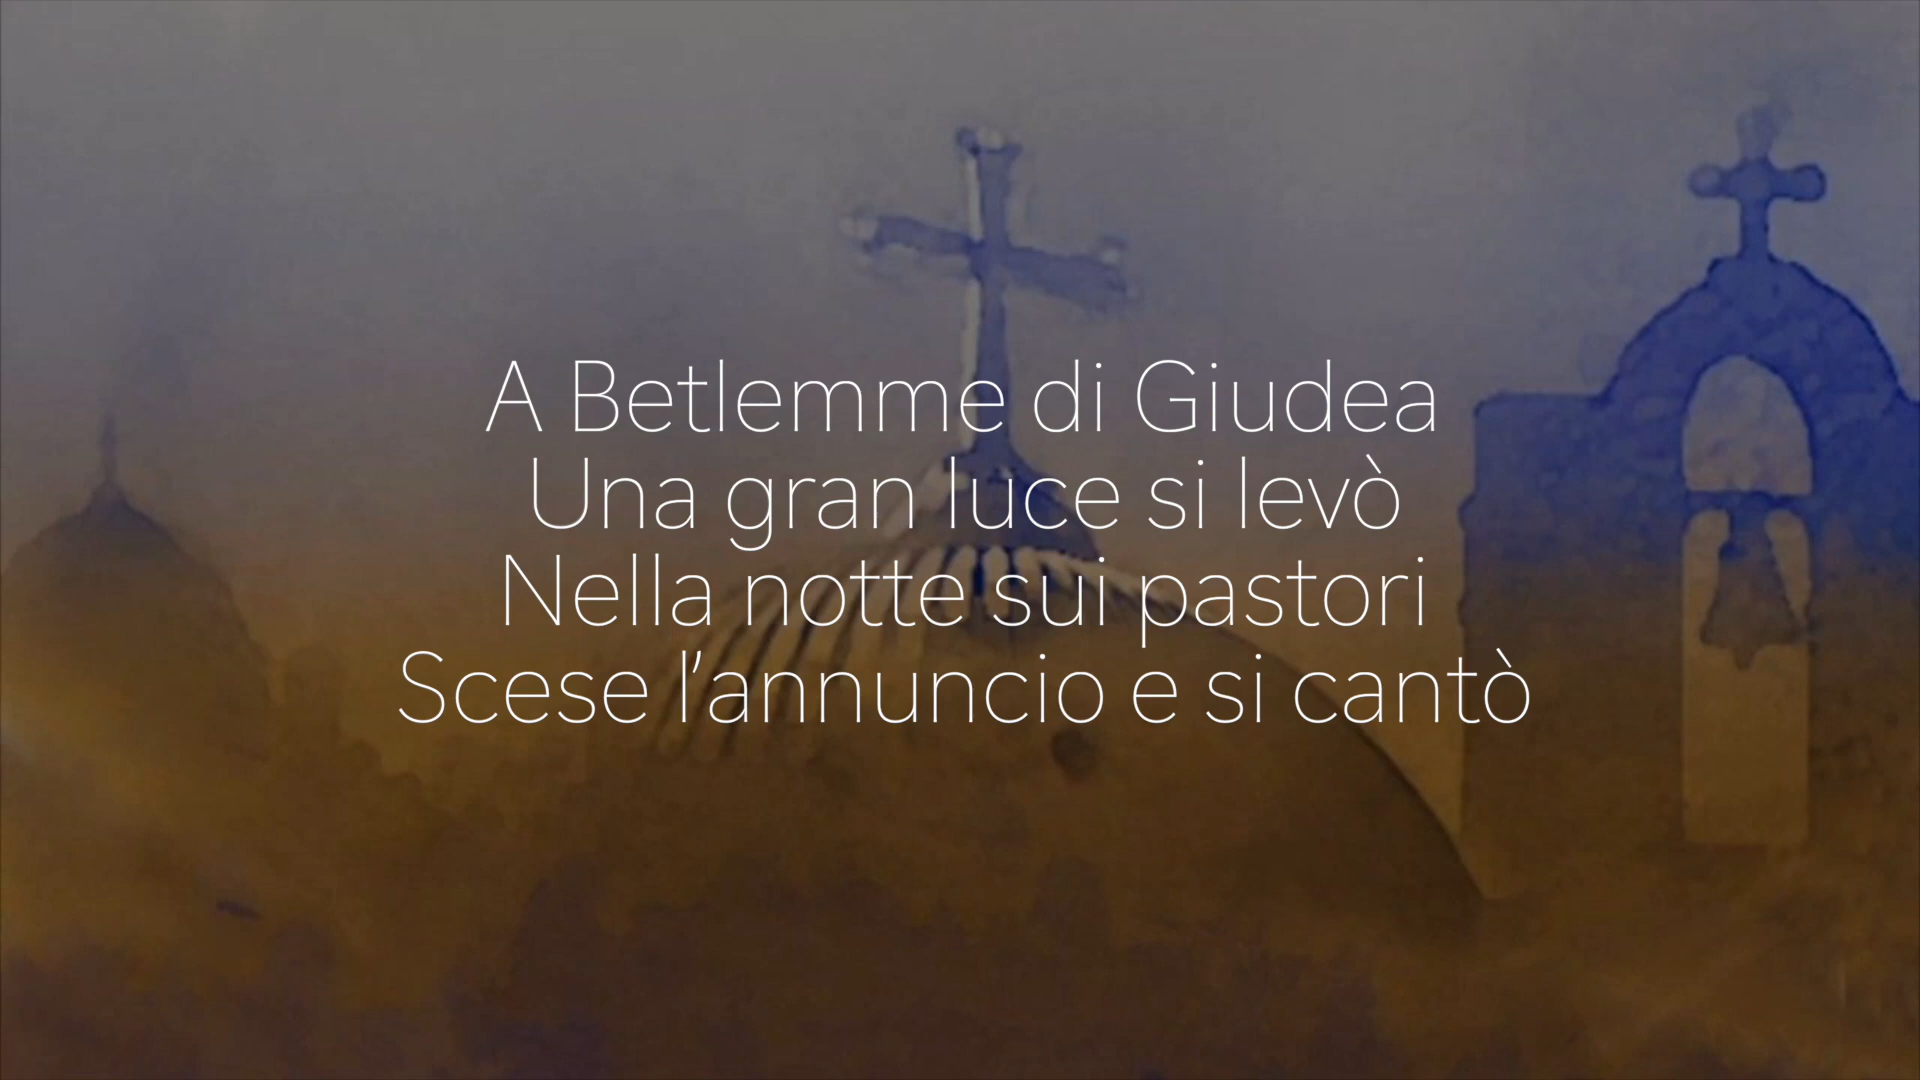 A Betlemme di Giudea
Una gran luce si levò
Nella notte sui pastori
Scese l’annuncio e si cantò